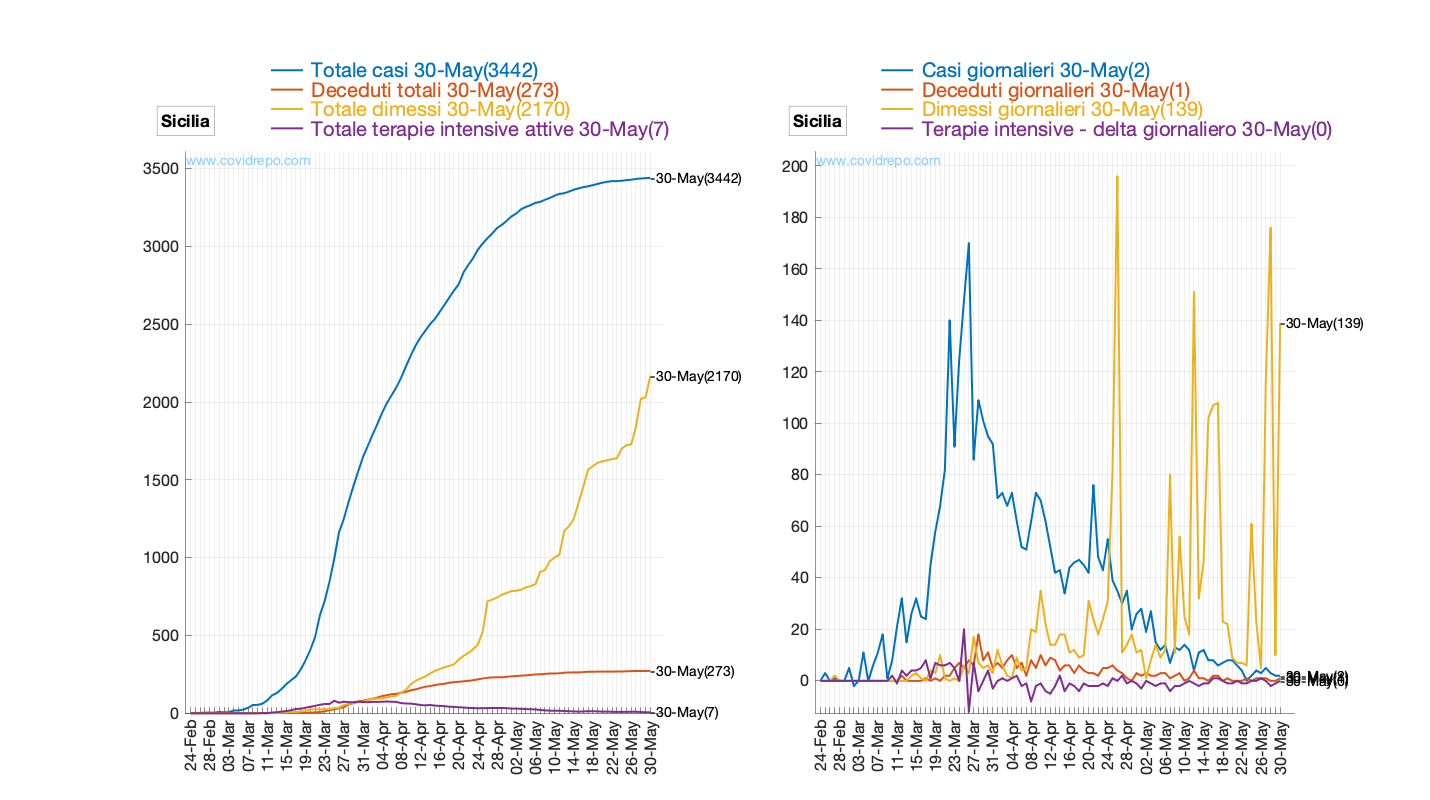 Totale casi 30-May(3442)
Deceduti totali 30-May(273)
Totale dimessi 30-May(2170)
Totale terapie intensive attive 30-May(7)
Sicilia
www.covidrepo.com
3500
3000
2500
2000
1500
1000
500
0
30-May(3442)
30-May(2170)
30-May(273)
30-May(7)
24-Feb
28-Feb
03-Mar
07-Mar
11-Mar
15-Mar
19-Mar
23-Mar
27-Mar
31-Mar
04-Apr
08-Apr
12-Apr
16-Apr
20-Apr
24-Apr
28-Apr
02-May
06-May
10-May
14-May
18-May
22-May
26-May
30-May
Casi giornalieri 30-May(2)
Deceduti giornalieri 30-May(1)
Dimessi giornalieri 30-May(139)
Terapie intensive - delta giornaliero 30-May(0)
Sicilia
www.covidrepo.com
200
180
160
140
120
100
80
60
40
20
0
30-May(139)
24-Feb
28-Feb
03-Mar
07-Mar
11-Mar
15-Mar
19-Mar
23-Mar
27-Mar
31-Mar
04-Apr
08-Apr
12-Apr
16-Apr
20-Apr
24-Apr
28-Apr
02-May
06-May
10-May
14-May
18-May
22-May
26-May
30-May